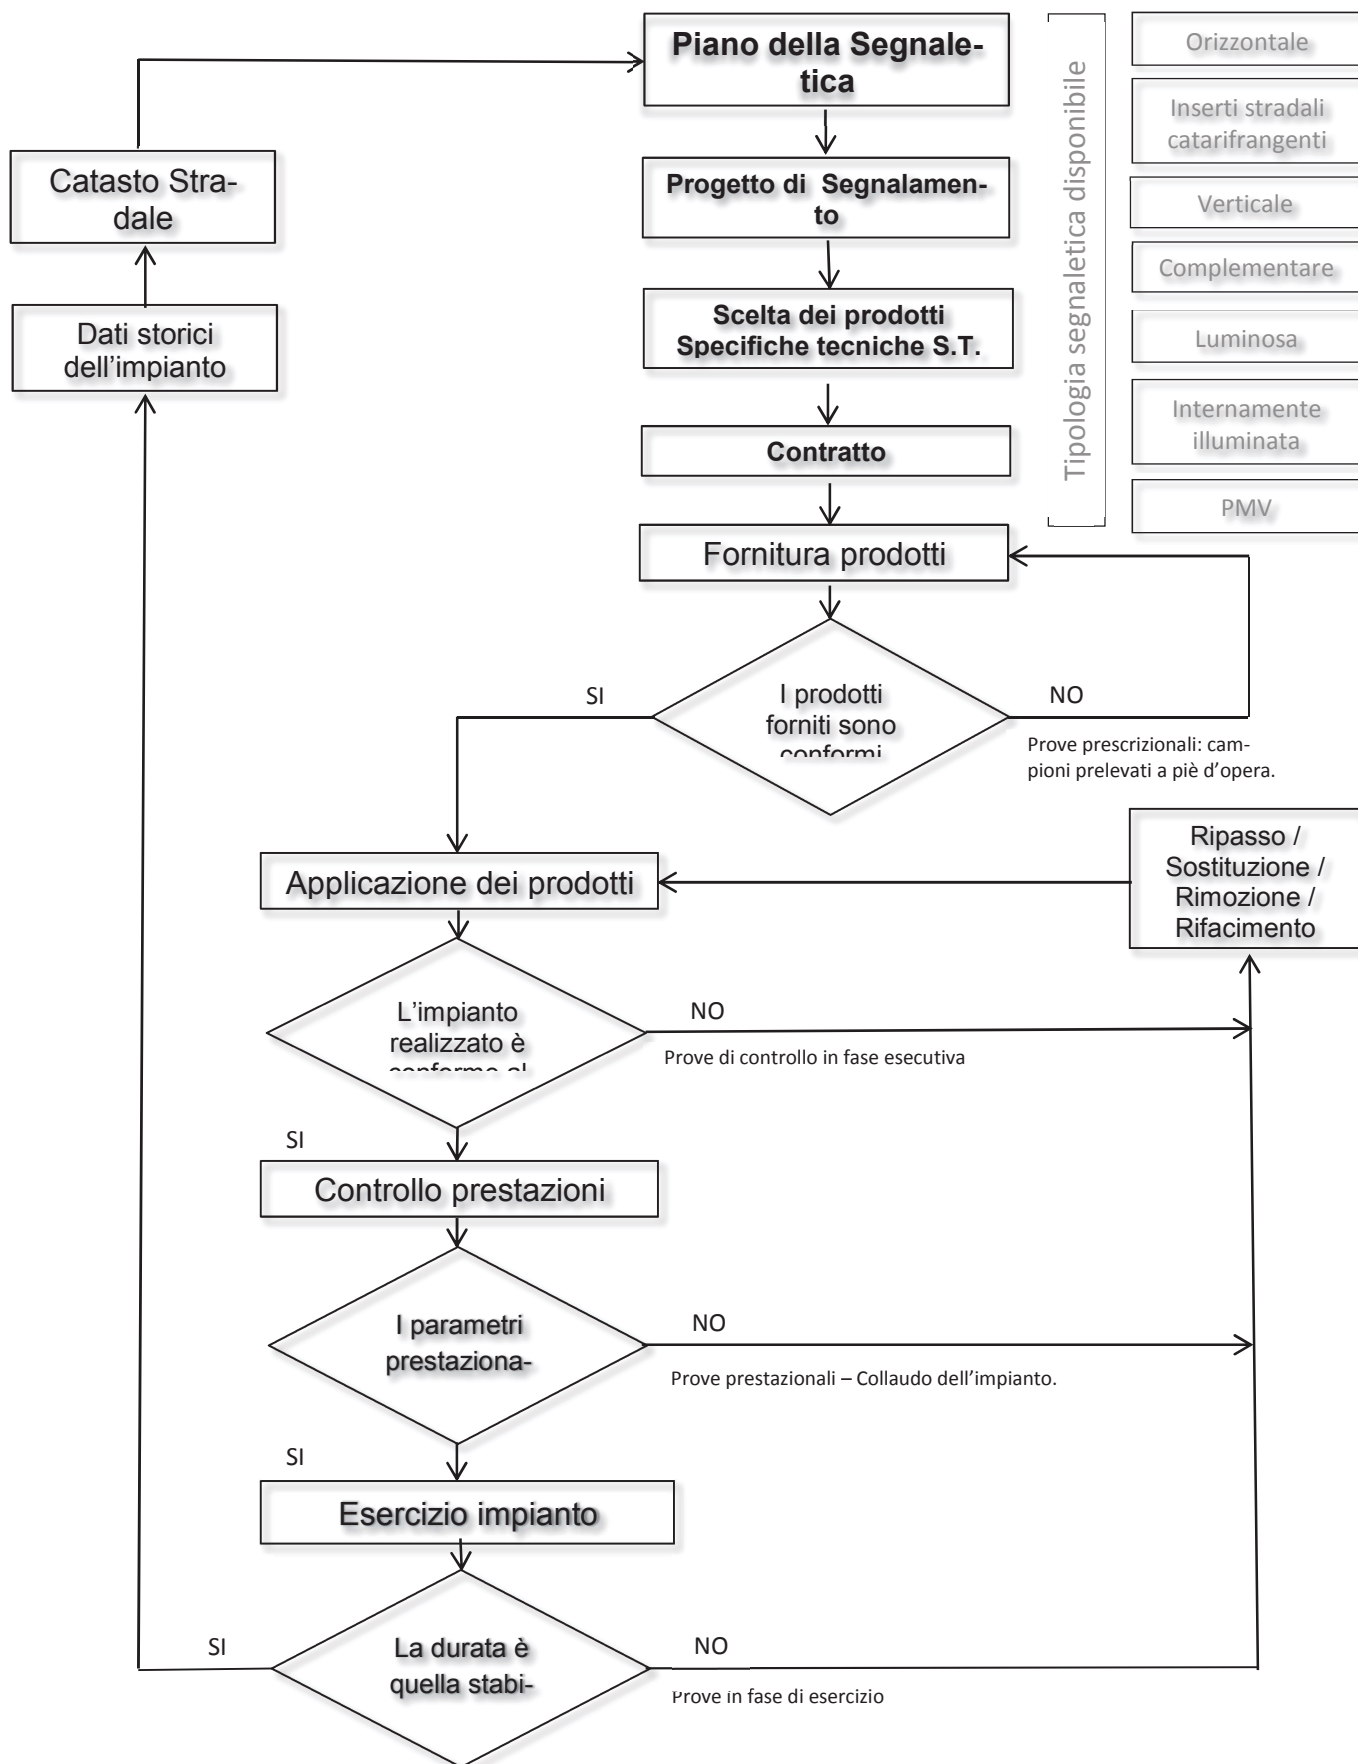 Piano della Segnale-
tica
Progetto di Segnalamen-
to
Scelta dei prodotti
Specifiche tecniche S.T.
Contratto
Fornitura prodotti
Tipologia segnaletica disponibile
Orizzontale
Inserti stradali
catarifrangenti
Verticale
Complementare
Luminosa
Internamente
illuminata
PMV
Catasto Stra-
dale
Dati storici
dell'impianto
SI
I prodotti
forniti sono
conformi
NO
Prove prescrizionali: cam-
pioni prelevati a piè d'opera.
Ripasso /
Sostituzione /
Rimozione /
Rifacimento
Applicazione dei prodotti
L'impianto
realizzato è
conforme al
NO
Prove di controllo in fase esecutiva
SI
Controllo prestazioni
I parametri
prestaziona-
NO
Prove prestazionali – Collaudo dell'impianto.
SI
Esercizio impianto
SI
La durata è
quella stabi-
NO
Prove in fase di esercizio